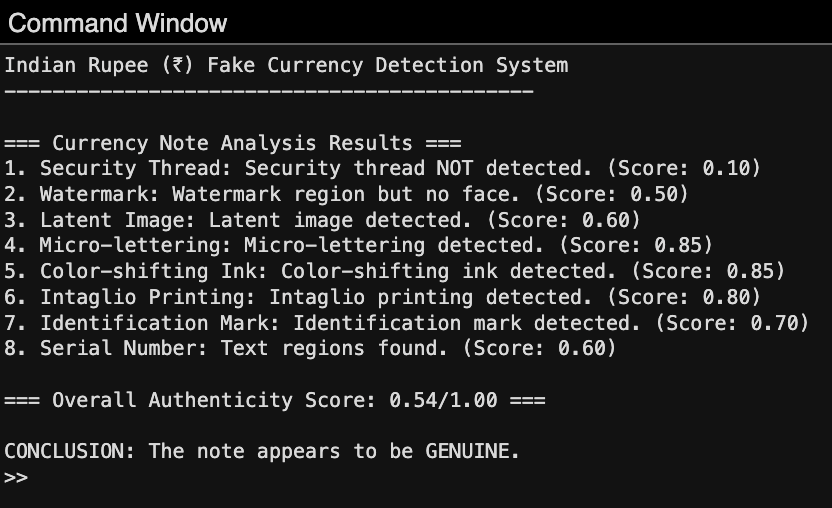 Command Window
Indian Rupee (₹) Fake Currency Detection System
--------------------------------------------
=== Currency Note Analysis Results ===
1. Security Thread: Security thread NOT detected. (Score: 0.10)
2. Watermark: Watermark region but no face. (Score: 0.50)
3. Latent Image: Latent image detected. (Score: 0.60)
4. Micro-lettering: Micro-lettering detected. (Score: 0.85)
5. Color-shifting Ink: Color-shifting ink detected. (Score: 0.85)
6. Intaglio Printing: Intaglio printing detected. (Score: 0.80)
7. Identification Mark: Identification mark detected. (Score: 0.70)
8. Serial Number: Text regions found. (Score: 0.60)
=== Overall Authenticity Score: 0.54/1.00 ===
CONCLUSION: The note appears to be GENUINE.
>>